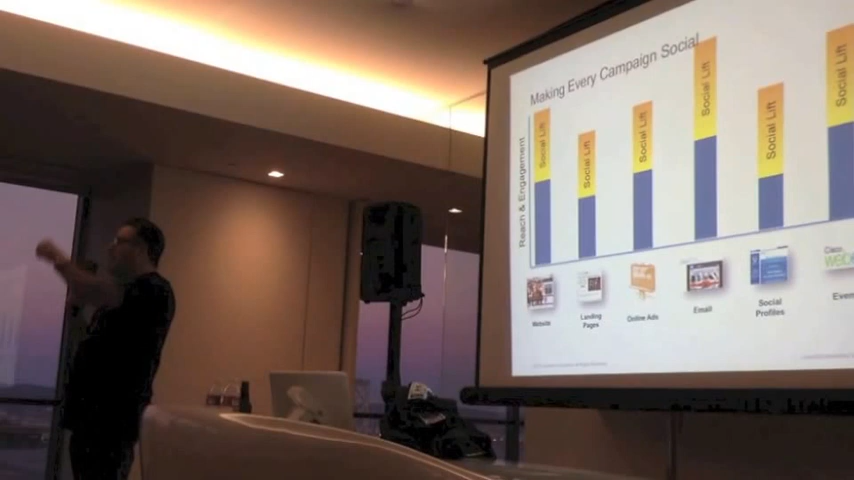 Making Every Campaign Social
Reach & Engagement
Social Lift
Social Lift
Social Lift
Social Lift
Social Lift
Social Lift
Website
Landing
Pages
Online Ads
Email
Social
Profiles
Cisco
Even